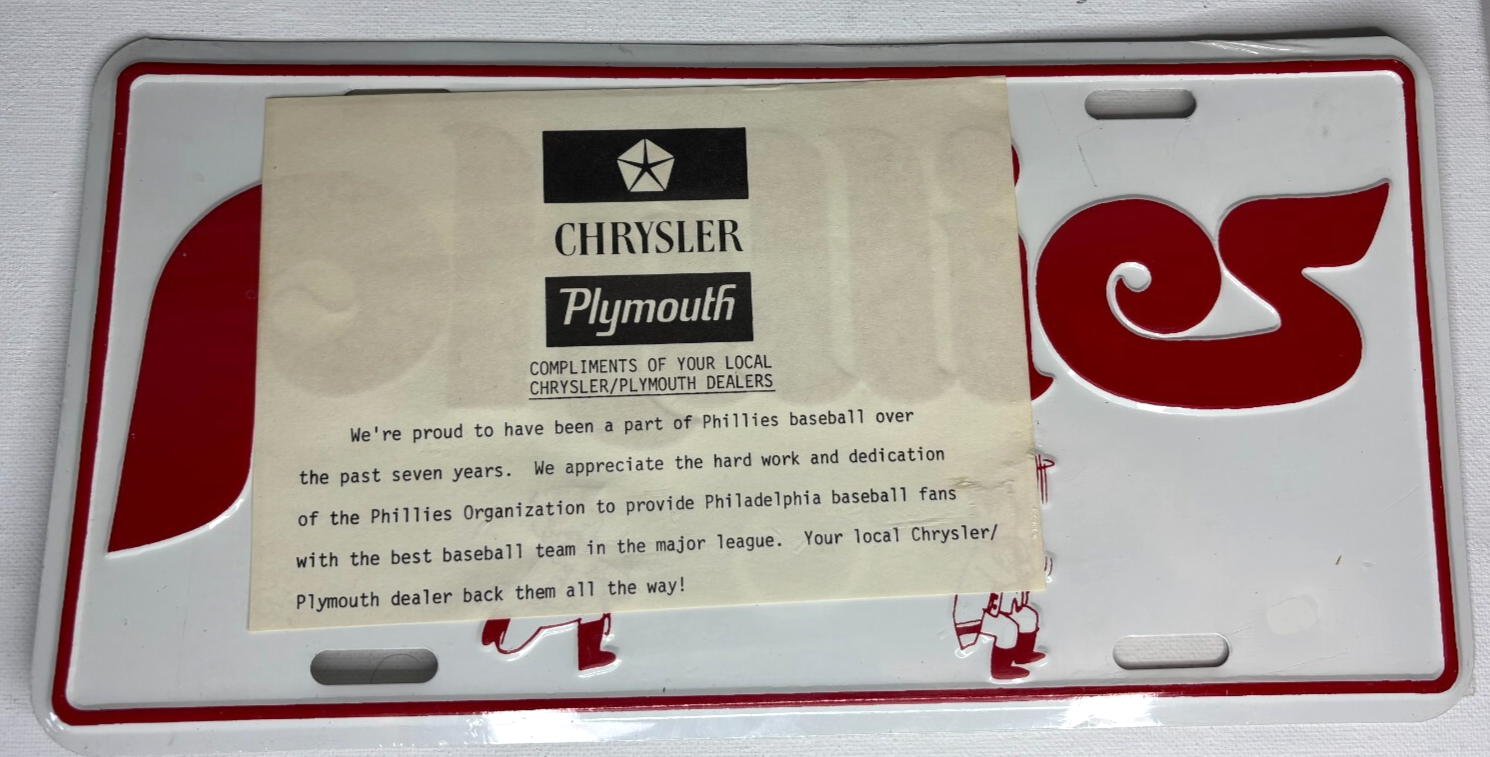 CHRYSLER
Plymouth
COMPLIMENTS OF YOUR LOCAL
CHRYSLER/PLYMOUTH DEALERS
We're proud to have been a part of Phillies baseball over
the past seven years. We appreciate the hard work and dedication
of the Phillies Organization to provide Philadelphia baseball fans
with the best baseball team in the major league. Your local Chrysler/
Plymouth dealer back them all the way!
Phillies